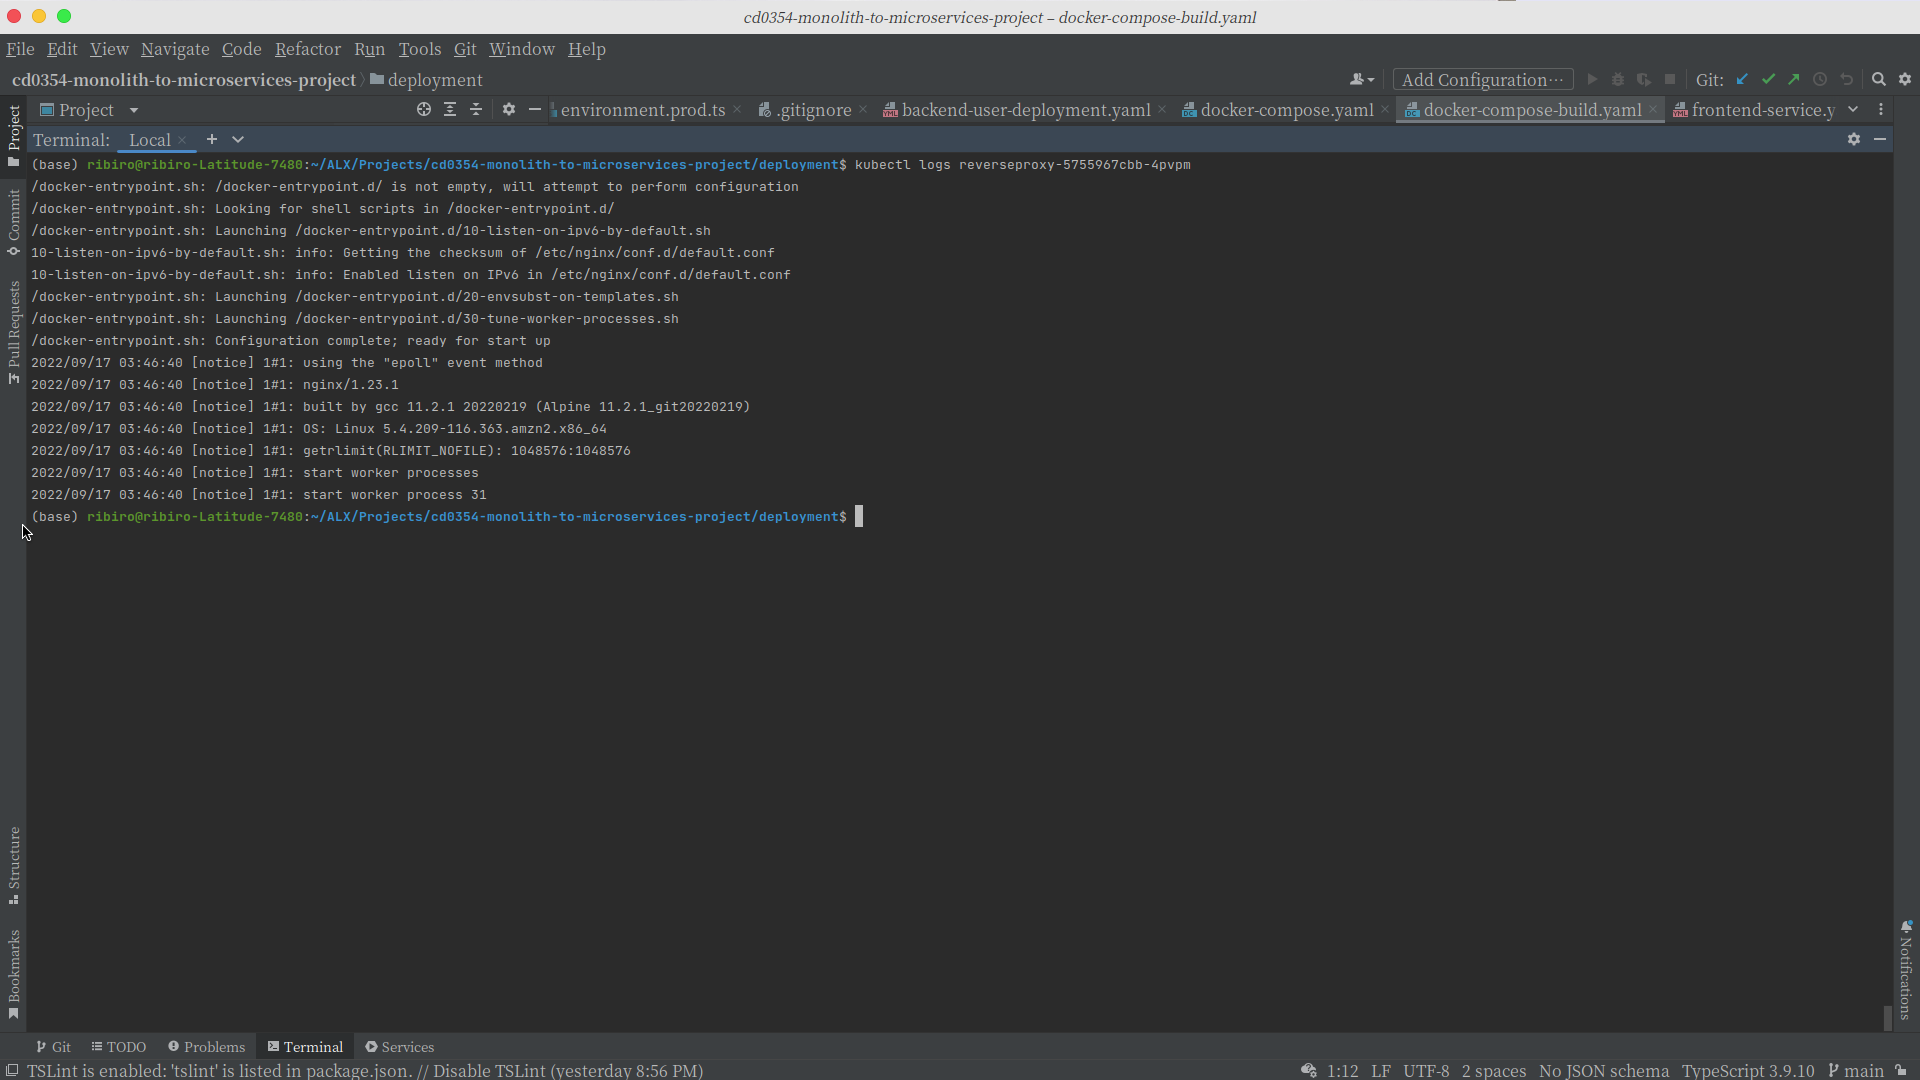 cd0354-monolith-to-microservices-project – docker-compose-build.yaml
File Edit View Navigate Code Refactor Run Tools Git Window Help
cd0354-monolith-to-microservices-project deployment Add Configuration... Git:
Project environment.prod.ts .gitignore backend-user-deployment.yaml docker-compose.yaml docker-compose-build.yaml frontend-service.y
Terminal: Local
(base) ribiro@ribiro-Latitude-7480:~/ALX/Projects/cd0354-monolith-to-microservices-project/deployment$ kubectl logs reverseproxy-5755967cbb-4pvpm
/docker-entrypoint.sh: /docker-entrypoint.d/ is not empty, will attempt to perform configuration
/docker-entrypoint.sh: Looking for shell scripts in /docker-entrypoint.d/
/docker-entrypoint.sh: Launching /docker-entrypoint.d/10-listen-on-ipv6-by-default.sh
10-listen-on-ipv6-by-default.sh: info: Getting the checksum of /etc/nginx/conf.d/default.conf
10-listen-on-ipv6-by-default.sh: info: Enabled listen on IPv6 in /etc/nginx/conf.d/default.conf
/docker-entrypoint.sh: Launching /docker-entrypoint.d/20-envsubst-on-templates.sh
/docker-entrypoint.sh: Launching /docker-entrypoint.d/30-tune-worker-processes.sh
/docker-entrypoint.sh: Configuration complete; ready for start up
2022/09/17 03:46:40 [notice] 1#1: using the "epoll" event method
2022/09/17 03:46:40 [notice] 1#1: nginx/1.23.1
2022/09/17 03:46:40 [notice] 1#1: built by gcc 11.2.1 20220219 (Alpine 11.2.1_git20220219)
2022/09/17 03:46:40 [notice] 1#1: OS: Linux 5.4.209-116.363.amzn2.x86_64
2022/09/17 03:46:40 [notice] 1#1: getrlimit(RLIMIT_NOFILE): 1048576:1048576
2022/09/17 03:46:40 [notice] 1#1: start worker processes
2022/09/17 03:46:40 [notice] 1#1: start worker process 31
(base) ribiro@ribiro-Latitude-7480:~/ALX/Projects/cd0354-monolith-to-microservices-project/deployment$
Project
Commit
Pull Requests
Structure
Bookmarks
Notifications
Git TODO Problems Terminal Services
TSLint is enabled: 'tslint' is listed in package.json. // Disable TSLint (yesterday 8:56 PM) 1:12 LF UTF-8 2 spaces No JSON schema TypeScript 3.9.10 main